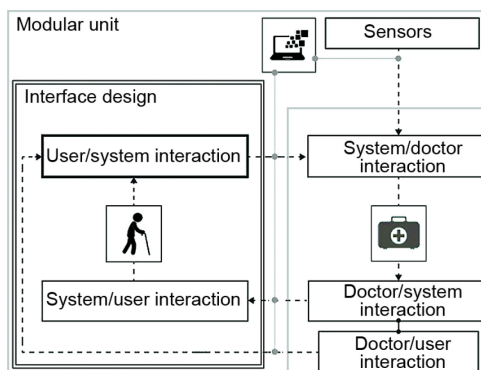 Modular unit
Sensors
Interface design
User/system interaction
System/doctor
interaction
System/user interaction
Doctor/system
interaction
Doctor/user
interaction